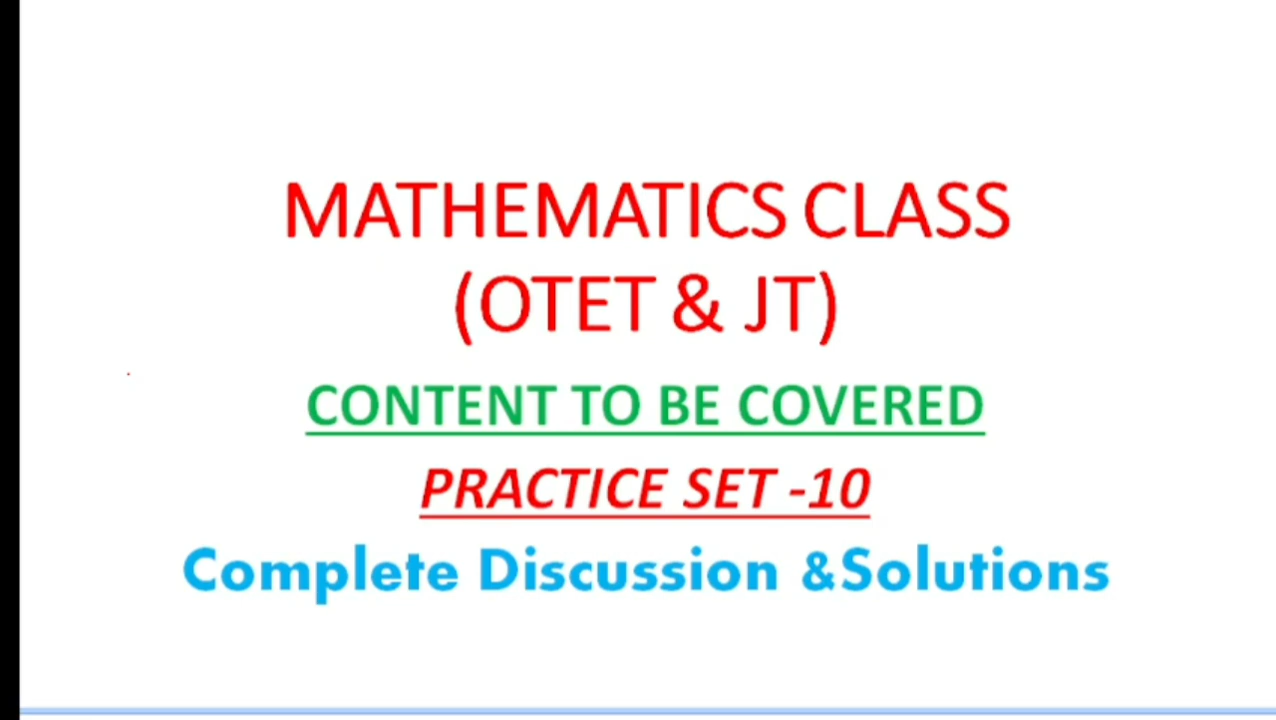 MATHEMATICS CLASS
(OTET & JT)
CONTENT TO BE COVERED
PRACTICE SET -10
Complete Discussion &Solutions